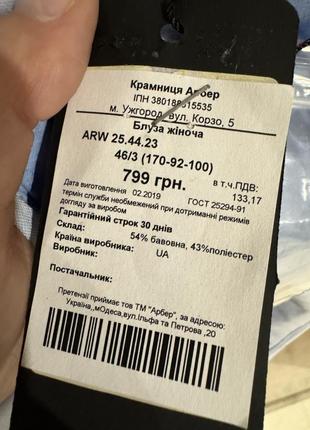 Крамниця Арбер
ІПН 380188515535
м. Ужгород, вул. Корзо, 5
Блуза жіноча
ARW 25.44.23
46/3 (170-92-100)
799 грн.
в т.ч.ПДВ:
133,17
Дата виготовлення 02.2019 ГОСТ 25294-91
термін служби необмежений при дотриманні режимів
догляду за виробом
Гарантійний строк 30 днів
Склад: 54% бавовна, 43%поліестер
Країна виробника: UA
Виробник:
Постачальник:
Претензії приймає тов ТМ "Арбер", за адресою:
Україна,мОдеса,вул.Ільфа та Петрова ,20